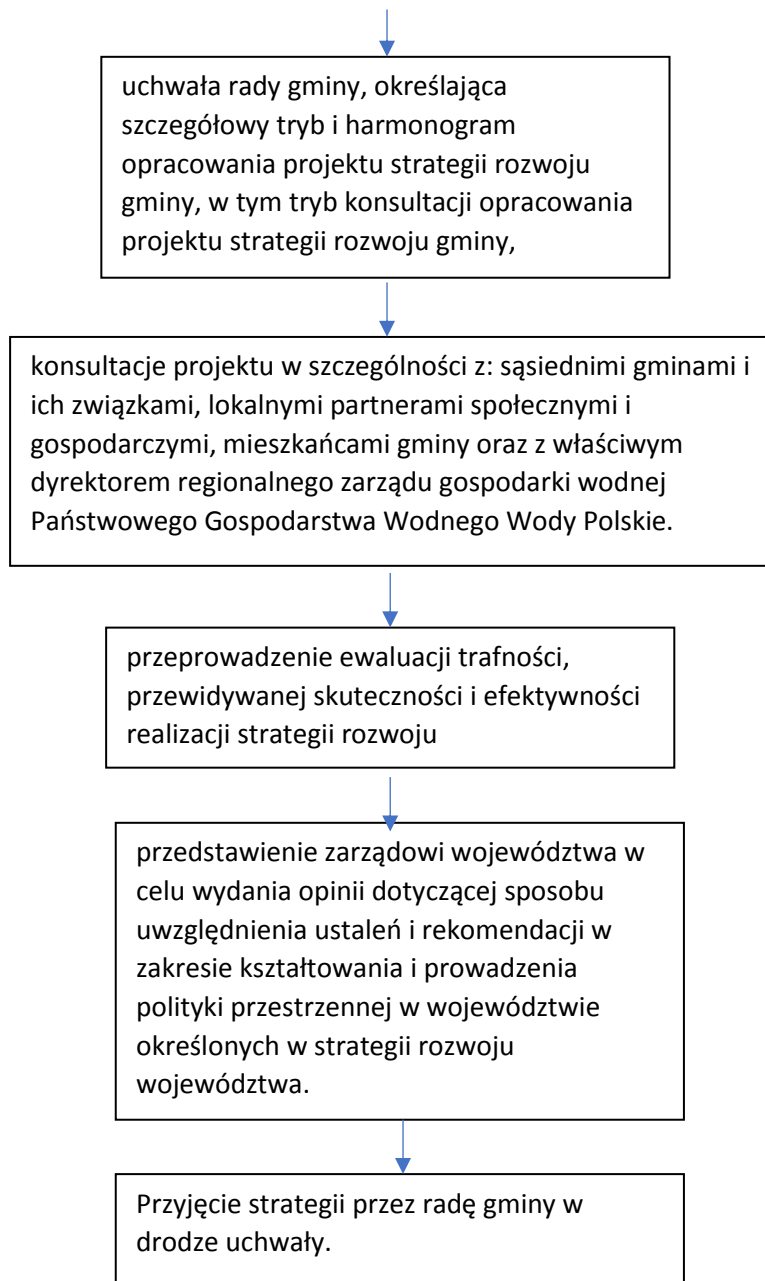 uchwała rady gminy, określająca
szczegółowy tryb i harmonogram
opracowania projektu strategii rozwoju
gminy, w tym tryb konsultacji opracowania
projektu strategii rozwoju gminy,
konsultacje projektu w szczególności z: sąsiednimi gminami i
ich związkami, lokalnymi partnerami społecznymi i
gospodarczymi, mieszkańcami gminy oraz z właściwym
dyrektorem regionalnego zarządu gospodarki wodnej
Państwowego Gospodarstwa Wodnego Wody Polskie.
przeprowadzenie ewaluacji trafności,
przewidywanej skuteczności i efektywności
realizacji strategii rozwoju
przedstawienie zarządowi województwa w
celu wydania opinii dotyczącej sposobu
uwzględnienia ustaleń i rekomendacji w
zakresie kształtowania i prowadzenia
polityki przestrzennej w województwie
określonych w strategii rozwoju
województwa.
Przyjęcie strategii przez radę gminy w
drodze uchwały.